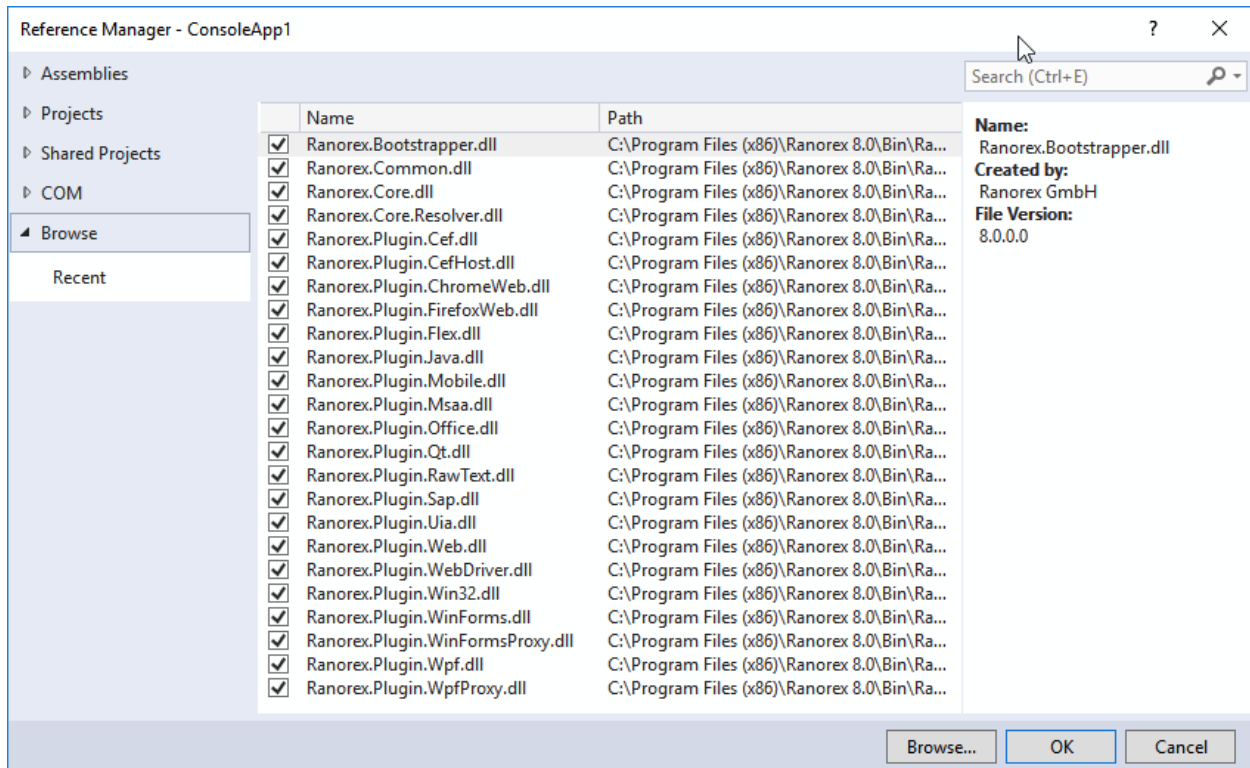 Reference Manager - ConsoleApp1
?
Assemblies
Projects
Shared Projects
COM
Browse
Recent
Search (Ctrl+E)
Name Path
Ranorex.Bootstrapper.dll C:\Program Files (x86)\Ranorex 8.0\Bin\Ra...
Ranorex.Common.dll C:\Program Files (x86)\Ranorex 8.0\Bin\Ra...
Ranorex.Core.dll C:\Program Files (x86)\Ranorex 8.0\Bin\Ra...
Ranorex.Core.Resolver.dll C:\Program Files (x86)\Ranorex 8.0\Bin\Ra...
Ranorex.Plugin.Cef.dll C:\Program Files (x86)\Ranorex 8.0\Bin\Ra...
Ranorex.Plugin.CefHost.dll C:\Program Files (x86)\Ranorex 8.0\Bin\Ra...
Ranorex.Plugin.ChromeWeb.dll C:\Program Files (x86)\Ranorex 8.0\Bin\Ra...
Ranorex.Plugin.FirefoxWeb.dll C:\Program Files (x86)\Ranorex 8.0\Bin\Ra...
Ranorex.Plugin.Flex.dll C:\Program Files (x86)\Ranorex 8.0\Bin\Ra...
Ranorex.Plugin.Java.dll C:\Program Files (x86)\Ranorex 8.0\Bin\Ra...
Ranorex.Plugin.Mobile.dll C:\Program Files (x86)\Ranorex 8.0\Bin\Ra...
Ranorex.Plugin.Msaa.dll C:\Program Files (x86)\Ranorex 8.0\Bin\Ra...
Ranorex.Plugin.Office.dll C:\Program Files (x86)\Ranorex 8.0\Bin\Ra...
Ranorex.Plugin.Qt.dll C:\Program Files (x86)\Ranorex 8.0\Bin\Ra...
Ranorex.Plugin.RawText.dll C:\Program Files (x86)\Ranorex 8.0\Bin\Ra...
Ranorex.Plugin.Sap.dll C:\Program Files (x86)\Ranorex 8.0\Bin\Ra...
Ranorex.Plugin.Uia.dll C:\Program Files (x86)\Ranorex 8.0\Bin\Ra...
Ranorex.Plugin.Web.dll C:\Program Files (x86)\Ranorex 8.0\Bin\Ra...
Ranorex.Plugin.WebDriver.dll C:\Program Files (x86)\Ranorex 8.0\Bin\Ra...
Ranorex.Plugin.Win32.dll C:\Program Files (x86)\Ranorex 8.0\Bin\Ra...
Ranorex.Plugin.WinForms.dll C:\Program Files (x86)\Ranorex 8.0\Bin\Ra...
Ranorex.Plugin.WinFormsProxy.dll C:\Program Files (x86)\Ranorex 8.0\Bin\Ra...
Ranorex.Plugin.Wpf.dll C:\Program Files (x86)\Ranorex 8.0\Bin\Ra...
Ranorex.Plugin.WpfProxy.dll C:\Program Files (x86)\Ranorex 8.0\Bin\Ra...
Name:
Ranorex.Bootstrapper.dll
Created by:
Ranorex GmbH
File Version:
8.0.0.0
Browse...
OK
Cancel